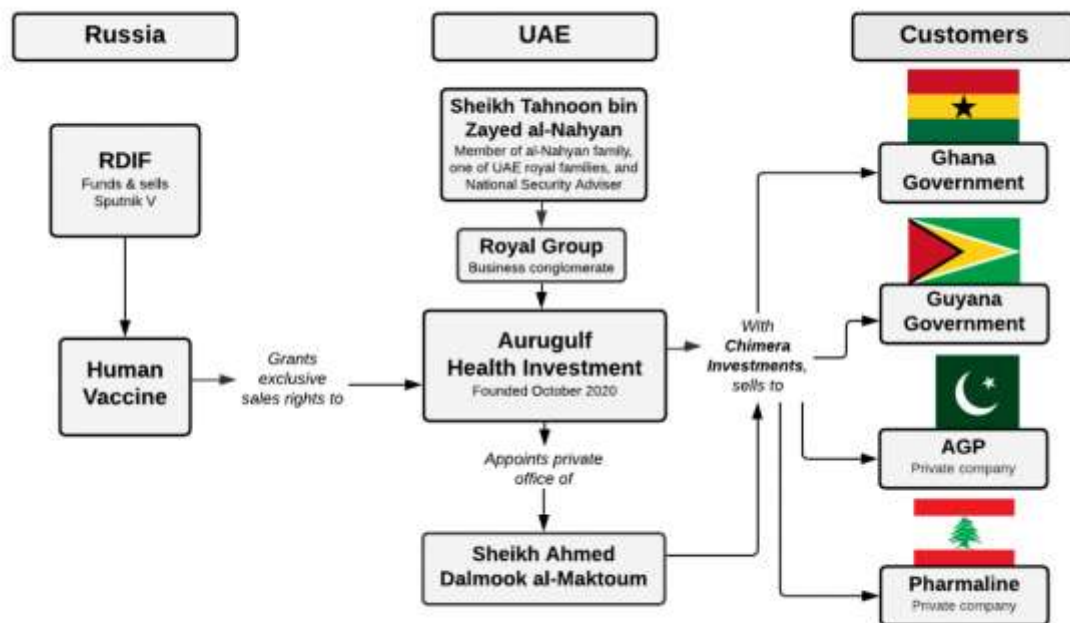 Russia
UAE
Customers
RDIF
Funds & sells
Sputnik V
Human
Vaccine
Grants
exclusive
sales rights to
Sheikh Tahnoon bin
Zayed al-Nahyan
Member of al-Nahyan family,
one of UAE royal families, and
National Security Adviser
Royal Group
Business conglomerate
Aurugulf
Health Investment
Founded October 2020
Appoints private
office of
Sheikh Ahmed
Dalmook al-Maktoum
With
Chimera
Investments,
sells to
Ghana
Government
Guyana
Government
AGP
Private company
Pharmaline
Private company